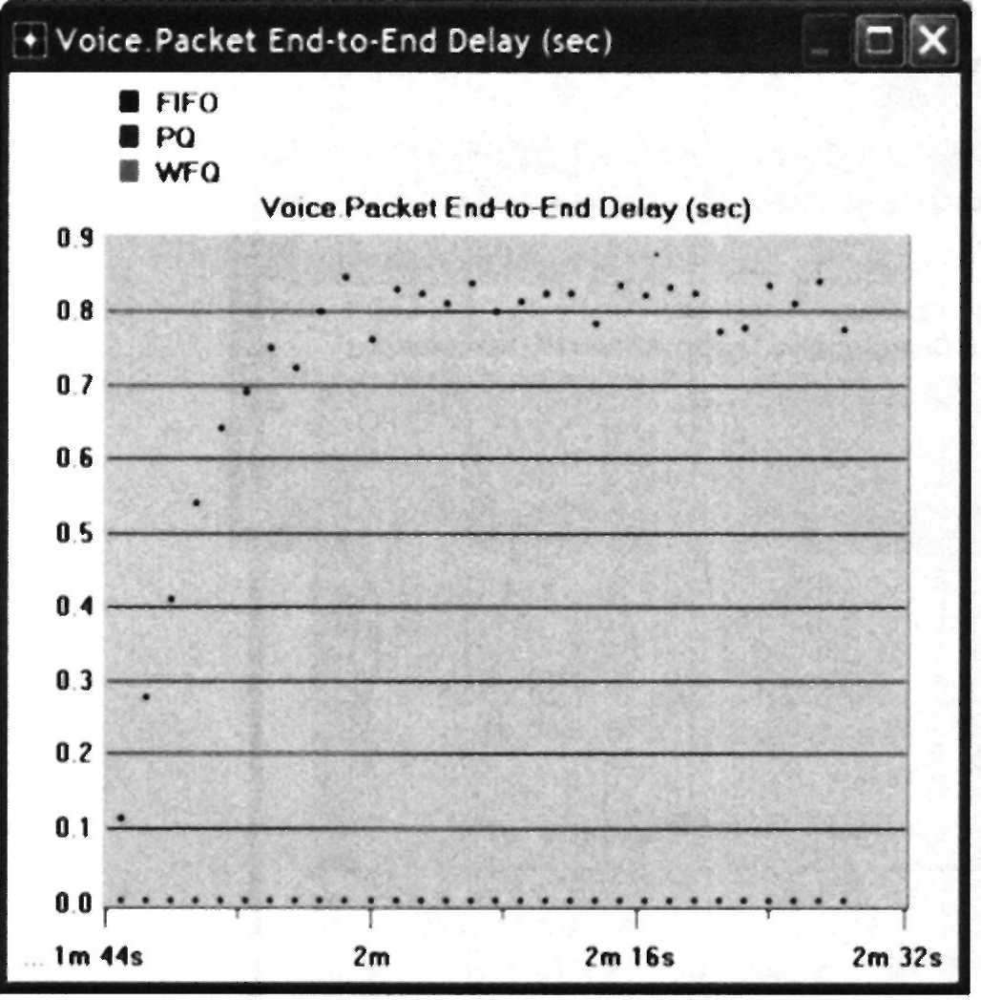 Voice.Packet End-to-End Delay (sec)
FIFO
PQ
WFQ
Voice.Packet End-to-End Delay (sec)
0.9
0.8
0.7
0.6
0.5
0.4
0.3
0.2
0.1
0.0
... 1m 44s 2m 2m 16s 2m 32s